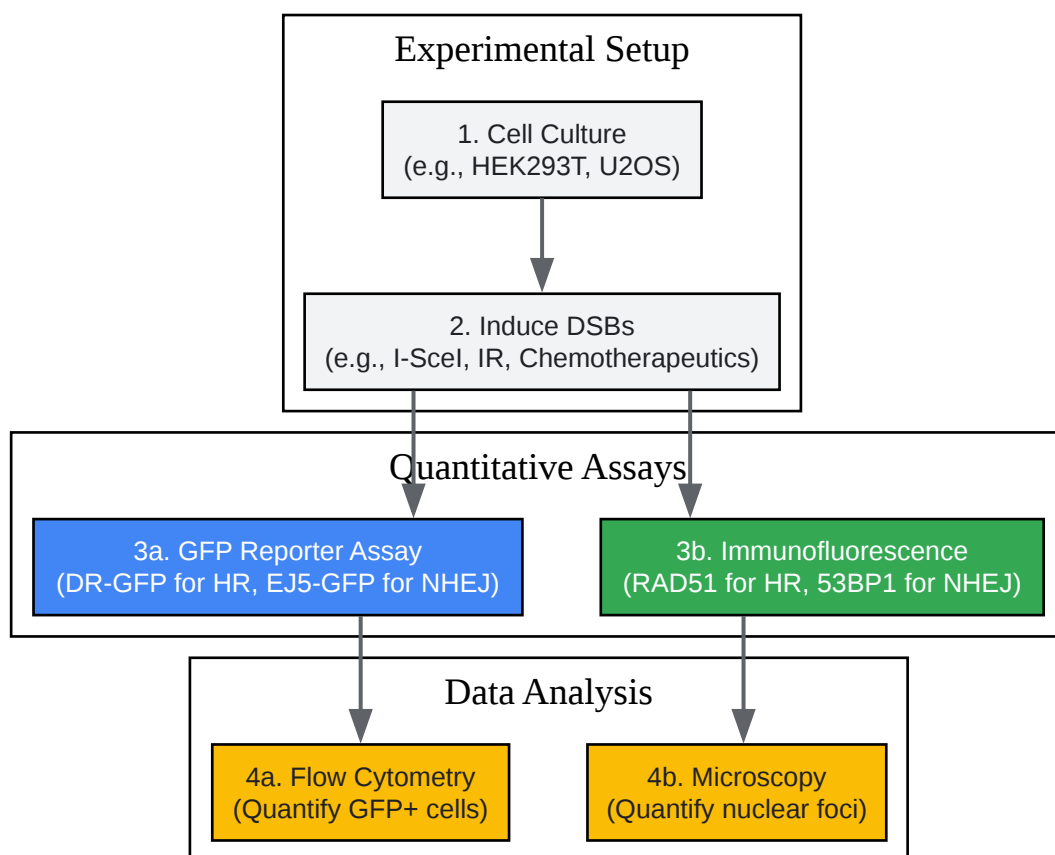 Experimental Setup
1. Cell Culture
(e.g., HEK293T, U2OS)
2. Induce DSBs
(e.g., I-SceI, IR, Chemotherapeutics)
Quantitative Assays
3a. GFP Reporter Assay
(DR-GFP for HR, EJ5-GFP for NHEJ)
3b. Immunofluorescence
(RAD51 for HR, 53BP1 for NHEJ)
Data Analysis
4a. Flow Cytometry
(Quantify GFP+ cells)
4b. Microscopy
(Quantify nuclear foci)